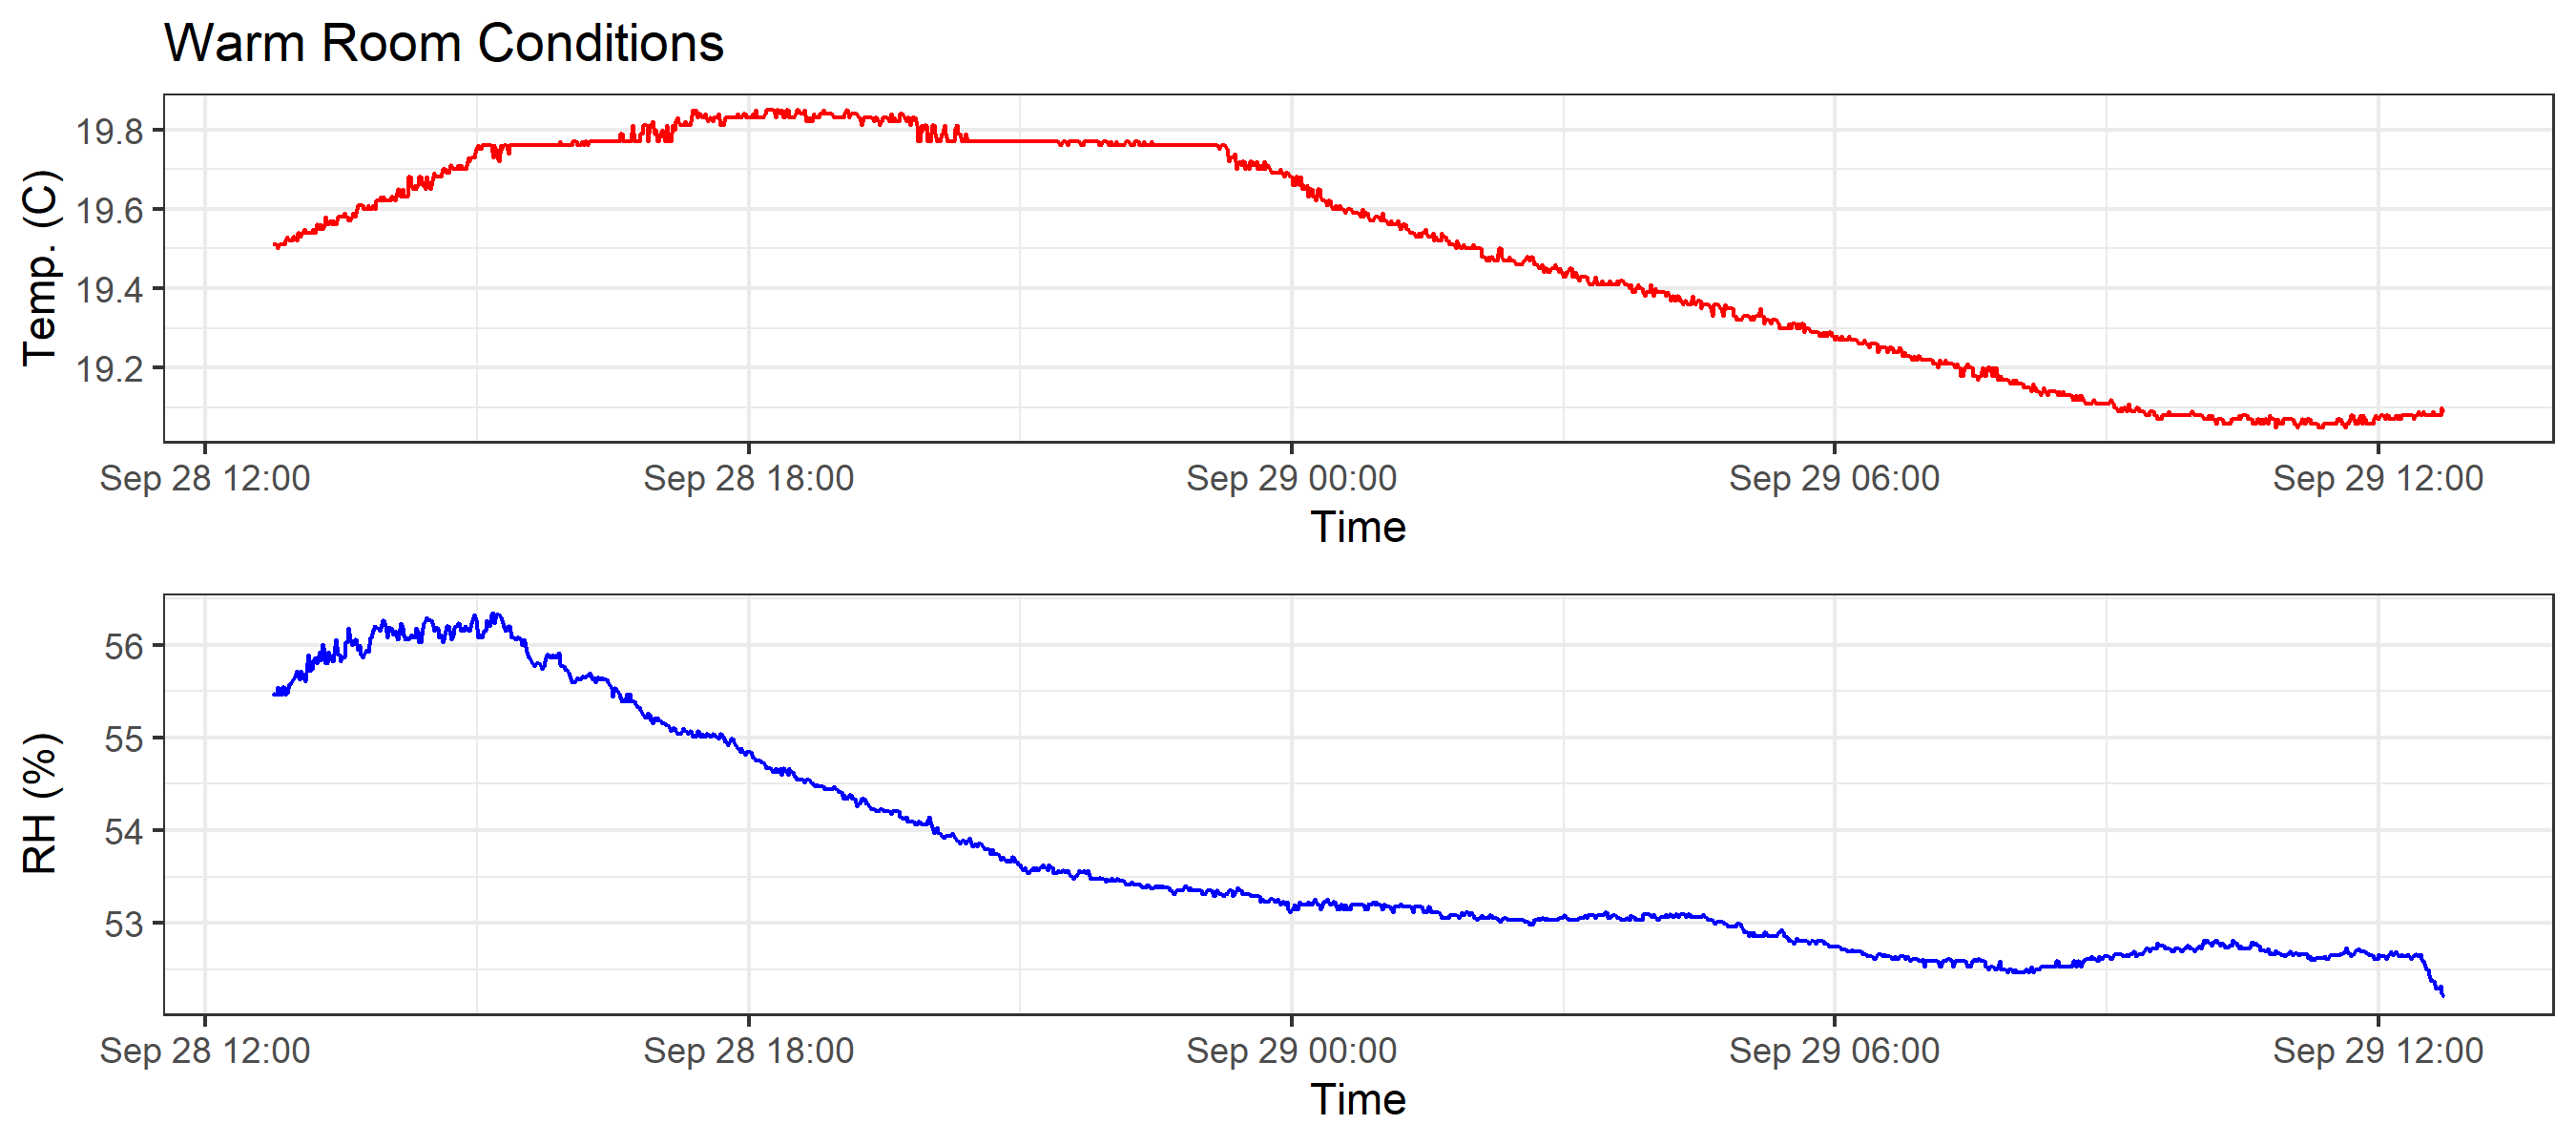 Warm Room Conditions
Temp. (C)
19.8
19.6
19.4
19.2
Sep 28 12:00 Sep 28 18:00 Sep 29 00:00 Sep 29 06:00 Sep 29 12:00
Time
RH (%)
56
55
54
53
Sep 28 12:00 Sep 28 18:00 Sep 29 00:00 Sep 29 06:00 Sep 29 12:00
Time